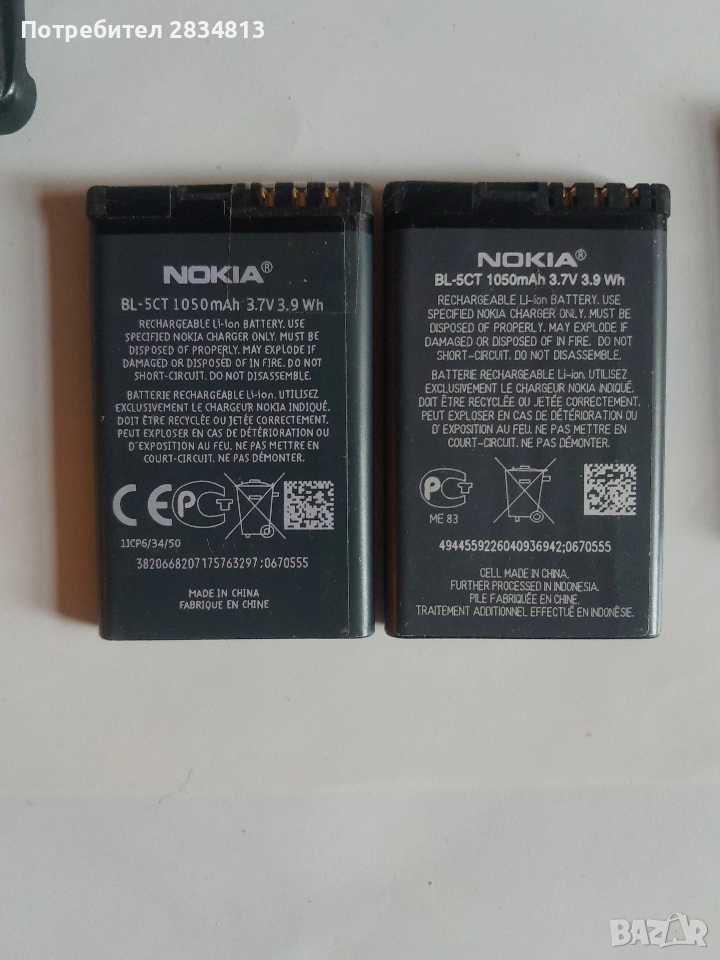 Потребител 2834813
NOKIA®
BL-5CT 1050mAh 3.7V 3.9 Wh
RECHARGEABLE Li-ion BATTERY. USE
SPECIFIED NOKIA CHARGER ONLY. MUST BE
DISPOSED OF PROPERLY. MAY EXPLODE IF
DAMAGED OR DISPOSED OF IN FIRE. DO NOT
SHORT-CIRCUIT. DO NOT DISASSEMBLE.
BATTERIE RECHARGEABLE Li-ion. UTILISEZ
EXCLUSIVEMENT LE CHARGEUR NOKIA INDIQUÉ.
DOIT ÊTRE RECYCLÉE OU JETÉE CORRECTEMENT.
PEUT EXPLOSER EN CAS DE DÉTÉRIORATION OU
D'EXPOSITION AU FEU. NE PAS METTRE EN
COURT-CIRCUIT. NE PAS DÉMONTER.
CE PCT
1ICP6/34/50
3820668207175763297;0670555
MADE IN CHINA
FABRIQUE EN CHINE
NOKIA®
BL-5CT 1050mAh 3.7V 3.9 Wh
RECHARGEABLE Li-ion BATTERY. USE
SPECIFIED NOKIA CHARGER ONLY. MUST BE
DISPOSED OF PROPERLY. MAY EXPLODE IF
DAMAGED OR DISPOSED OF IN FIRE. DO NOT
SHORT-CIRCUIT. DO NOT DISASSEMBLE.
BATTERIE RECHARGEABLE Li-ion. UTILISEZ
EXCLUSIVEMENT LE CHARGEUR NOKIA INDIQUÉ.
DOIT ÊTRE RECYCLÉE OU JETÉE CORRECTEMENT.
PEUT EXPLOSER EN CAS DE DÉTÉRIORATION OU
D'EXPOSITION AU FEU. NE PAS METTRE EN
COURT-CIRCUIT. NE PAS DÉMONTER.
PCT
ME 83
4944559226040936942;0670555
CELL MADE IN CHINA,
FURTHER PROCESSED IN INDONESIA.
PILE FABRIQUÉE EN CHINE,
TRAITEMENT ADDITIONNEL EFFECTUÉ EN INDONÉSIE.
BAZAR